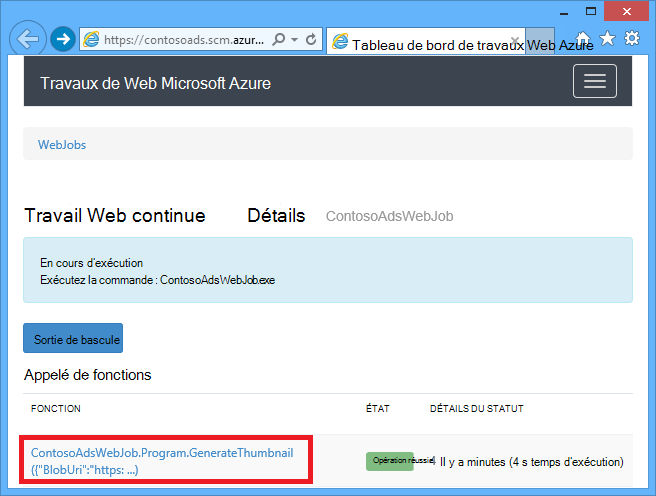 https://contosoads.scm.azur...
Tableau de bord de travaux Web Azure
Travaux de Web Microsoft Azure
WebJobs
Travail Web continue Détails ContosoAdsWebJob
En cours d'exécution
Exécutez la commande : ContosoAdsWebJob.exe
Sortie de bascule
Appelé de fonctions
FONCTION ÉTAT DÉTAILS DU STATUT
ContosoAdsWebJob.Program.GenerateThumbnail
({"BlobUri":"https: ...)
Opération réussie 4 Il y a minutes (4 s temps d'exécution)